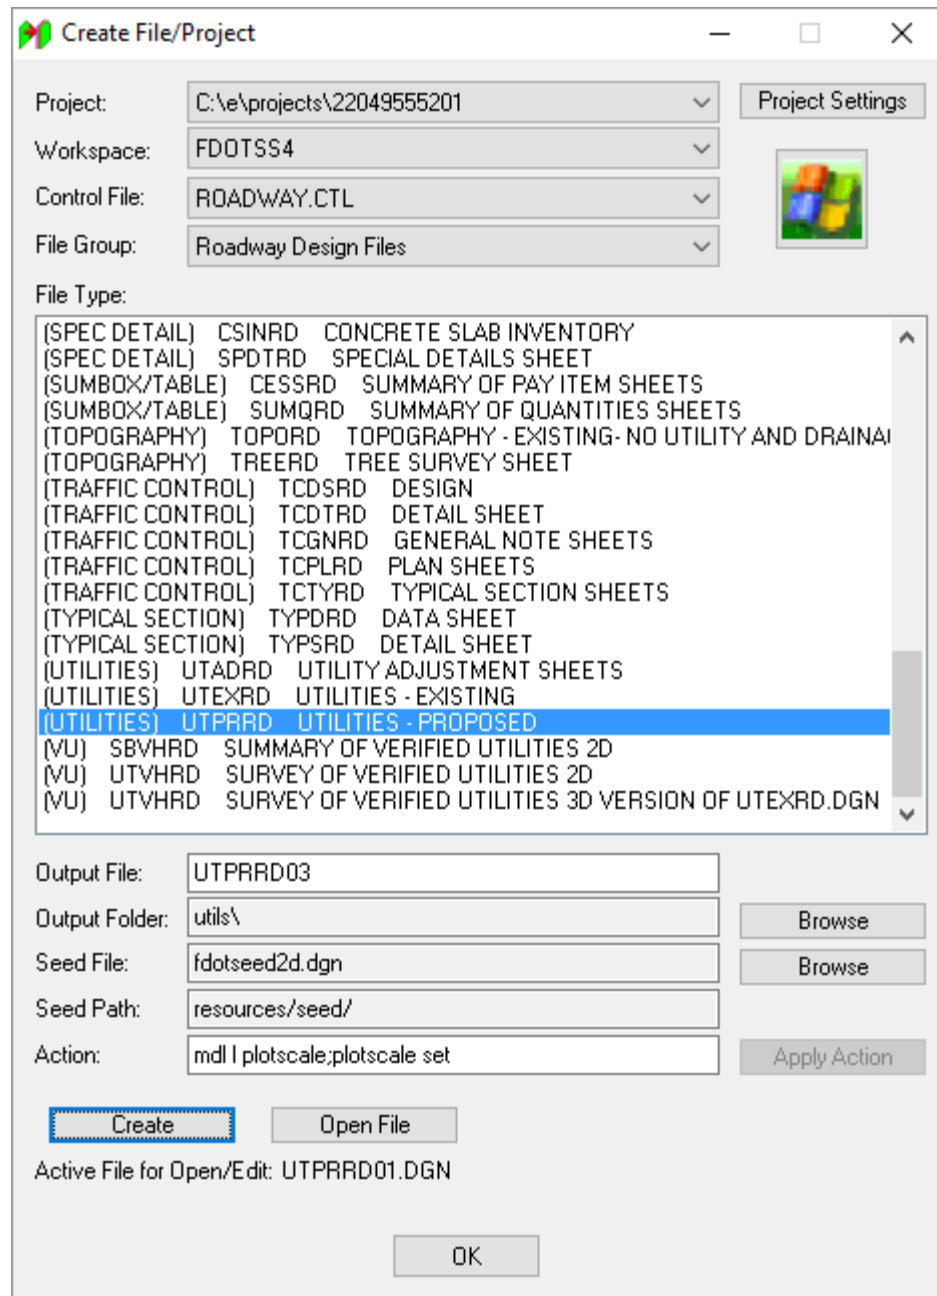 Create File/Project
Project: C:\e\projects\22049555201 Project Settings
Workspace: FDOTSS4
Control File: ROADWAY.CTL
File Group: Roadway Design Files
File Type:
(SPEC DETAIL) CSINRD CONCRETE SLAB INVENTORY
(SPEC DETAIL) SPDTRD SPECIAL DETAILS SHEET
(SUMBOX/TABLE) CESSRD SUMMARY OF PAY ITEM SHEETS
(SUMBOX/TABLE) SUMQRD SUMMARY OF QUANTITIES SHEETS
(TOPOGRAPHY) TOPORD TOPOGRAPHY - EXISTING- NO UTILITY AND
(TOPOGRAPHY) TREERD TREE SURVEY SHEET
(TRAFFIC CONTROL) TCDSRD DESIGN
(TRAFFIC CONTROL) TCDTRD DETAIL SHEET
(TRAFFIC CONTROL) TCGNRD GENERAL NOTE SHEETS
(TRAFFIC CONTROL) TCPLRD PLAN SHEETS
(TRAFFIC CONTROL) TCTYRD TYPICAL SECTION SHEETS
(TYPICAL SECTION) TYPDRD DATA SHEET
(TYPICAL SECTION) TYPSRD DETAIL SHEET
(UTILITIES) UTADRD UTILITY ADJUSTMENT SHEETS
(UTILITIES) UTEXRD UTILITIES - EXISTING
(UTILITIES) UTPRRD UTILITIES - PROPOSED
(VU) SBVHRD SUMMARY OF VERIFIED UTILITIES 2D
(VU) UTVHRD SURVEY OF VERIFIED UTILITIES 2D
(VU) UTVHRD SURVEY OF VERIFIED UTILITIES 3D VERSION OF UTEXRD.DGN
Output File: UTPRRD03
Output Folder: utils\ Browse
Seed File: fdotseed2d.dgn Browse
Seed Path: resources/seed/
Action: mdl l plotscale;plotscale set Apply Action
Create Open File
Active File for Open/Edit: UTPRRD01.DGN
OK